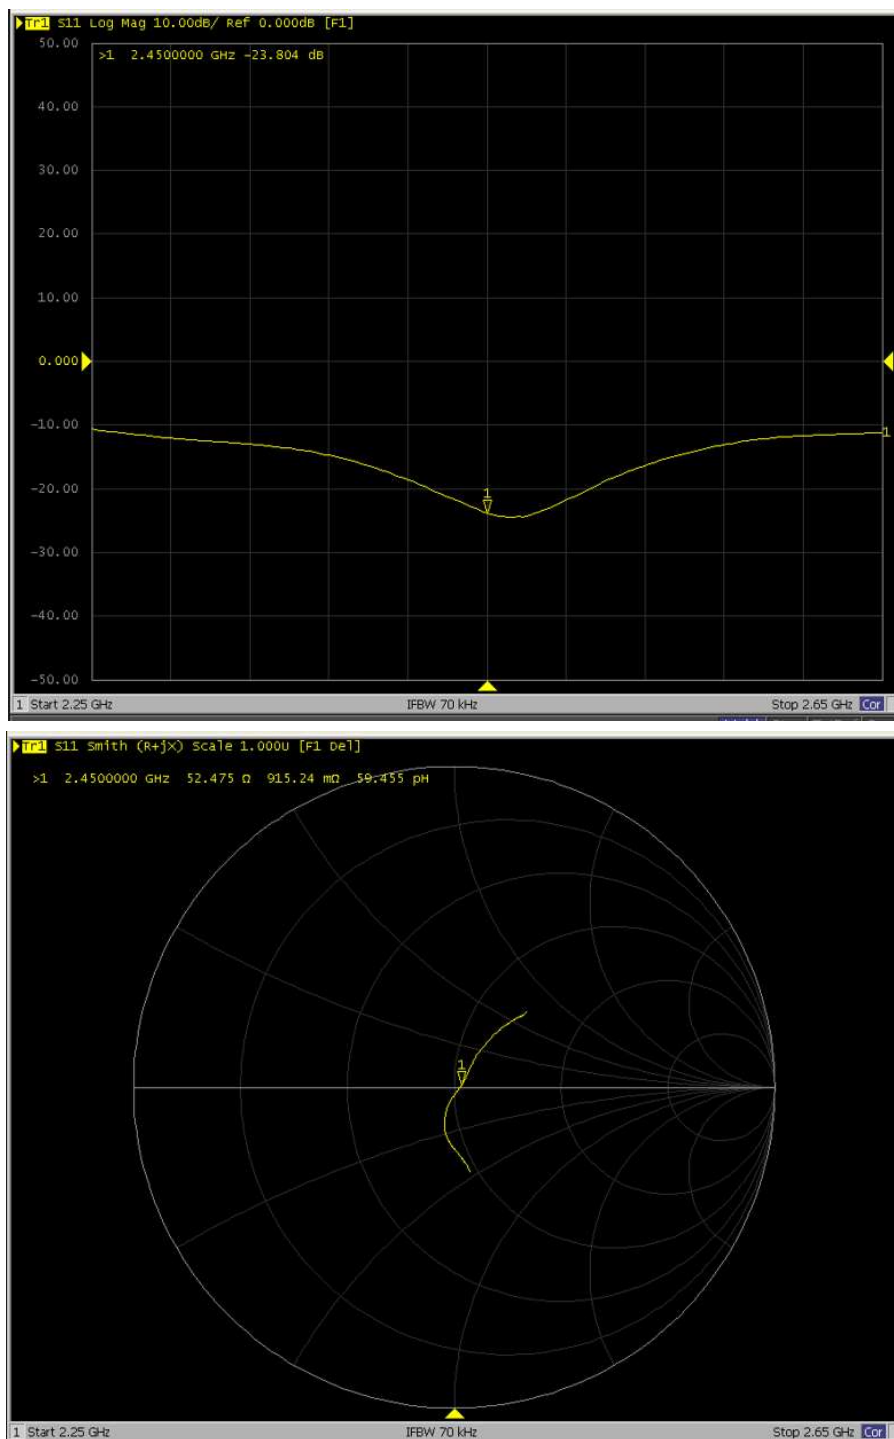 Tr1 S11 Log Mag 10.00dB/ Ref 0.000dB [F1]
50.00
>1 2.4500000 GHz -23.804 dB
40.00
30.00
20.00
10.00
0.000
-10.00
1
-20.00
1
-30.00
-40.00
-50.00
1 Start 2.25 GHz IFBW 70 kHz Stop 2.65 GHz Cor
Tr1 S11 Smith (R+jX) Scale 1.000U [F1 Del]
>1 2.4500000 GHz 52.475 Ω 915.24 mΩ 59.455 pH
1
1 Start 2.25 GHz IFBW 70 kHz Stop 2.65 GHz Cor